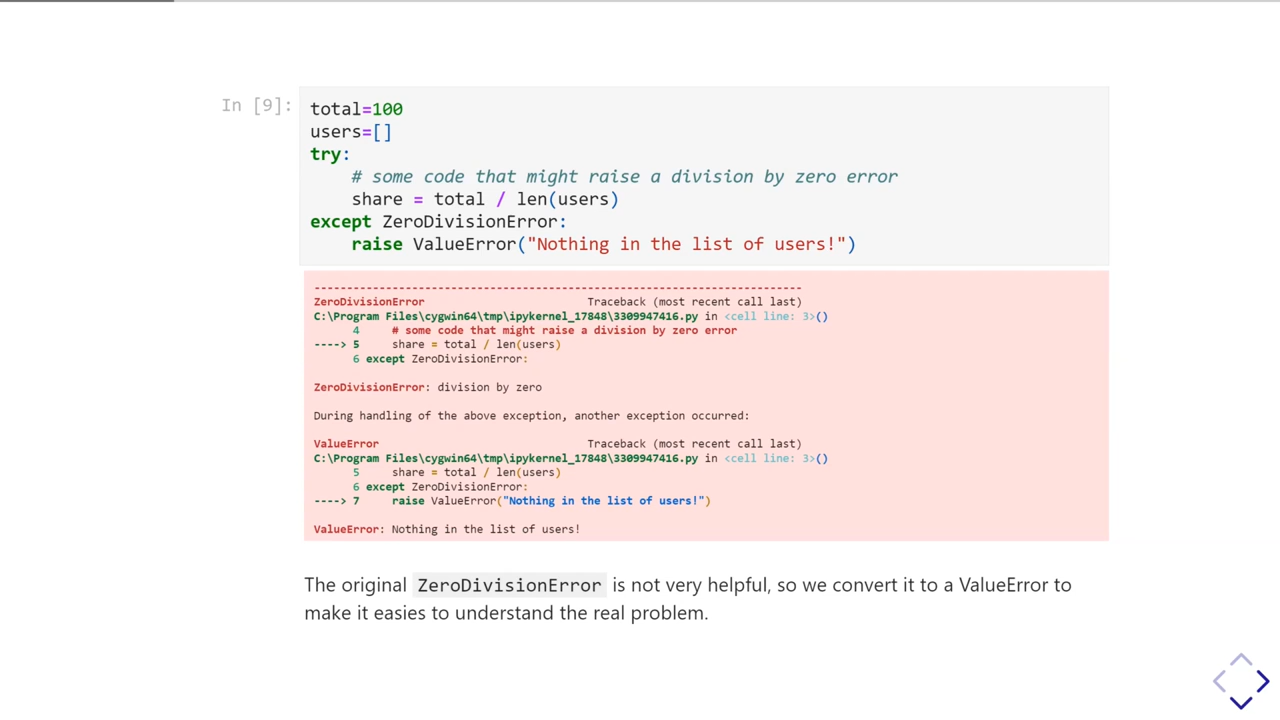 In [9]:
total=100
users=[]
try:
    # some code that might raise a division by zero error
    share = total / len(users)
except ZeroDivisionError:
    raise ValueError("Nothing in the list of users!")
---------------------------------------------------------------------------
ZeroDivisionError                         Traceback (most recent call last)
C:\Program Files\cygwin64\tmp\ipykernel_17848\3309947416.py in <cell line: 3>()
      4     # some code that might raise a division by zero error
----> 5     share = total / len(users)
      6 except ZeroDivisionError:
ZeroDivisionError: division by zero
During handling of the above exception, another exception occurred:
ValueError                                Traceback (most recent call last)
C:\Program Files\cygwin64\tmp\ipykernel_17848\3309947416.py in <cell line: 3>()
      5     share = total / len(users)
      6 except ZeroDivisionError:
----> 7     raise ValueError("Nothing in the list of users!")
ValueError: Nothing in the list of users!
The original ZeroDivisionError is not very helpful, so we convert it to a ValueError to
make it easies to understand the real problem.